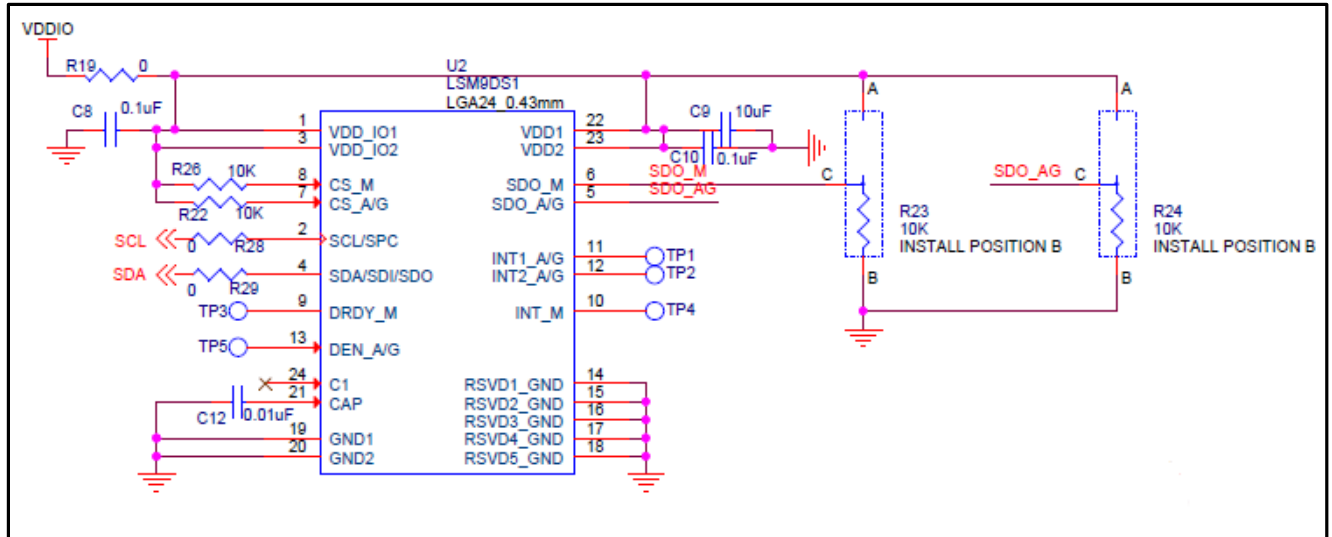 VDDIO
R19 0
U2
LSM9DS1
LGA24_0.43mm
C8 0.1uF
1 VDD_IO1
3 VDD_IO2
R26 10K
8 CS_M
7 CS_A/G
R22 10K
SCL 0 R28
2 SCL/SPC
SDA 0 R29
4 SDA/SDI/SDO
TP3 9 DRDY_M
TP5 13 DEN_A/G
24 C1
21 CAP
C12 0.01uF
19 GND1
20 GND2
VDD1 22
VDD2 23
C9 10uF
C10 0.1uF
SDO_M
SDO_M 6
SDO_AG
SDO_A/G 5
INT1_A/G 11 TP1
INT2_A/G 12 TP2
INT_M 10 TP4
RSVD1_GND 14
RSVD2_GND 15
RSVD3_GND 16
RSVD4_GND 17
RSVD5_GND 18
A
C
R23
10K
INSTALL POSITION B
B
A
SDO_AG C
R24
10K
INSTALL POSITION B
B